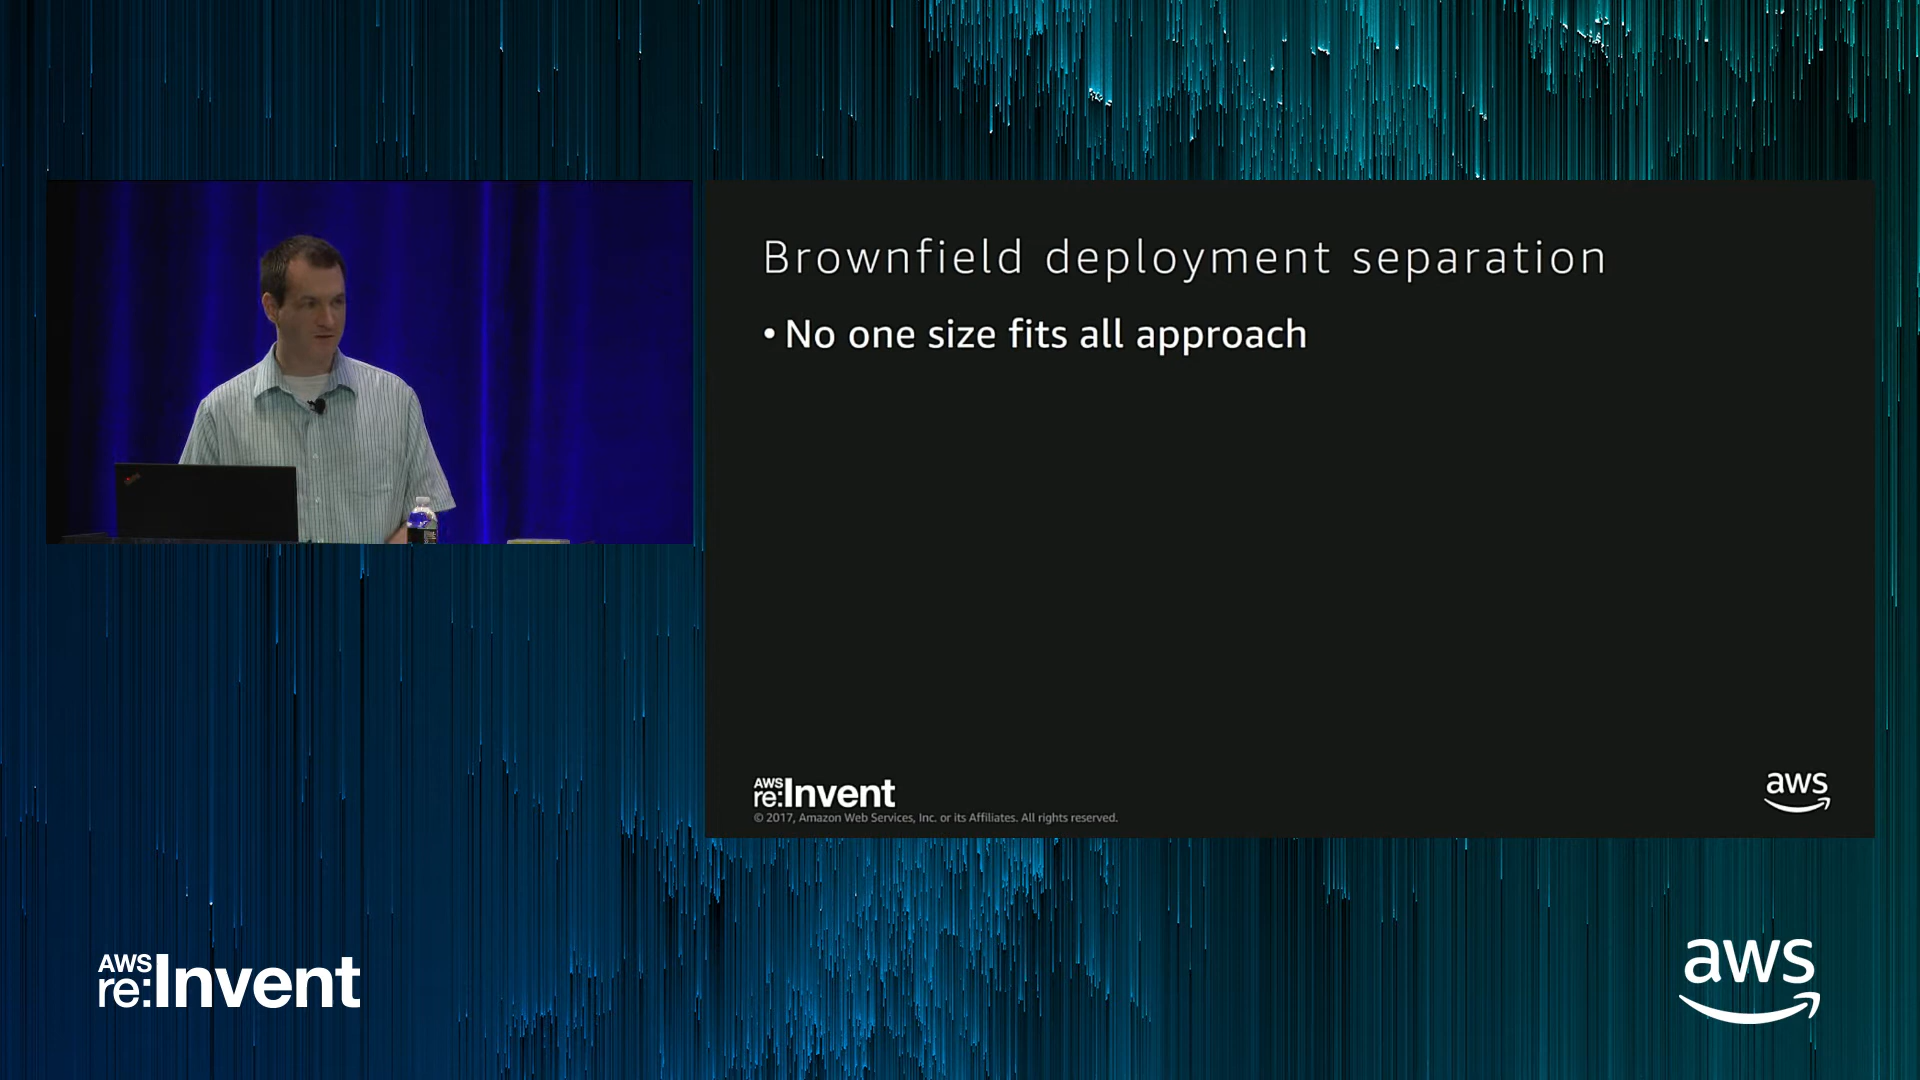 Brownfield deployment separation
• No one size fits all approach
AWS
re:Invent
© 2017, Amazon Web Services, Inc. or its Affiliates. All rights reserved.
aws
AWS
re:Invent
aws